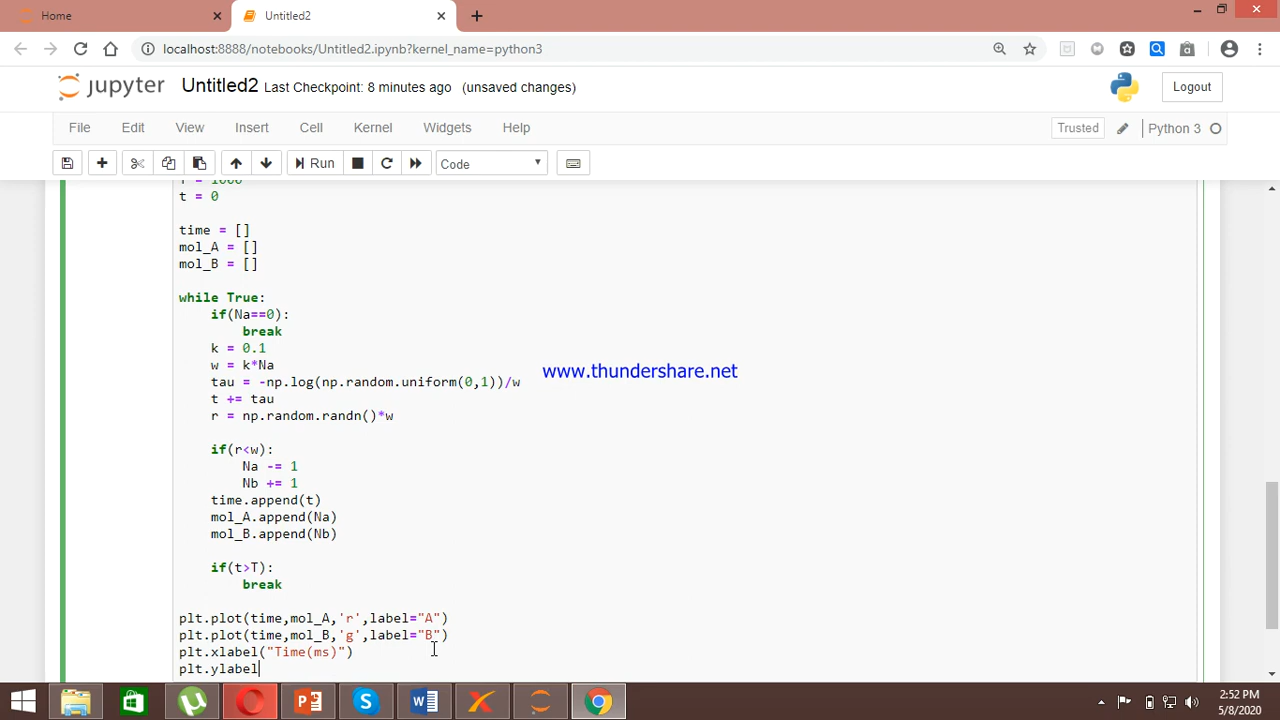 Home
Untitled2
localhost:8888/notebooks/Untitled2.ipynb?kernel_name=python3
jupyter Untitled2 Last Checkpoint: 8 minutes ago (unsaved changes)
Logout
File Edit View Insert Cell Kernel Widgets Help
Trusted
Python 3
Run
Code
T = 1000
t = 0
time = []
mol_A = []
mol_B = []
while True:
if(Na==0):
break
k = 0.1
w = k*Na
www.thundershare.net
tau = -np.log(np.random.uniform(0,1))/w
t += tau
r = np.random.randn()*w
if(r<w):
Na -= 1
Nb += 1
time.append(t)
mol_A.append(Na)
mol_B.append(Nb)
if(t>T):
break
plt.plot(time,mol_A,'r',label="A")
plt.plot(time,mol_B,'g',label="B")
plt.xlabel("Time(ms)")
plt.ylabel
2:52 PM
5/8/2020